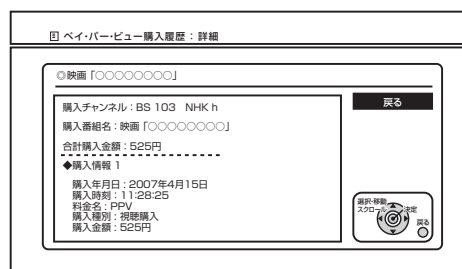 ペイ・パー・ビュー購入履歴：詳細
◎映画「○○○○○○○○」
購入チャンネル：BS 103　NHK h
購入番組名：映画「○○○○○○○○」
合計購入金額：525円
◆購入情報 1
購入年月日：2007年4月15日
購入時刻：11:28:25
料金名：PPV
購入種別：視聴購入
購入金額：525円
戻る
選択・移動
スクロール
決定
戻る